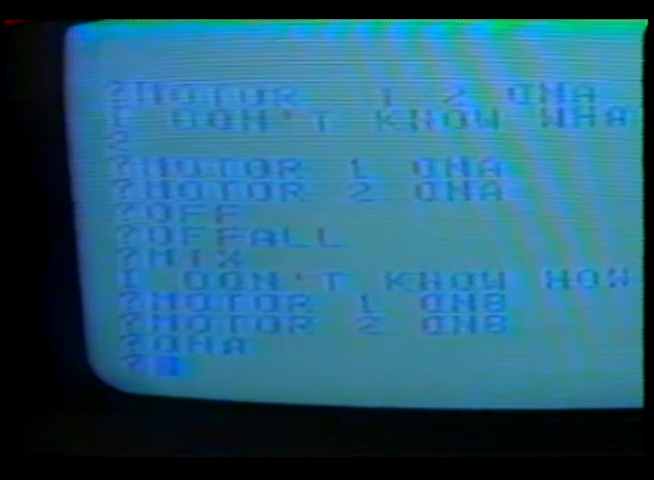 ?MOTOR 1 2 ONA
I DON'T KNOW WHA
2
?MOTOR 1 ONA
?MOTOR 2 ONA
?OFF
?OFFALL
?MIX
I DON'T KNOW HOW
?MOTOR 1 ONB
?MOTOR 2 ONB
?ONA
?